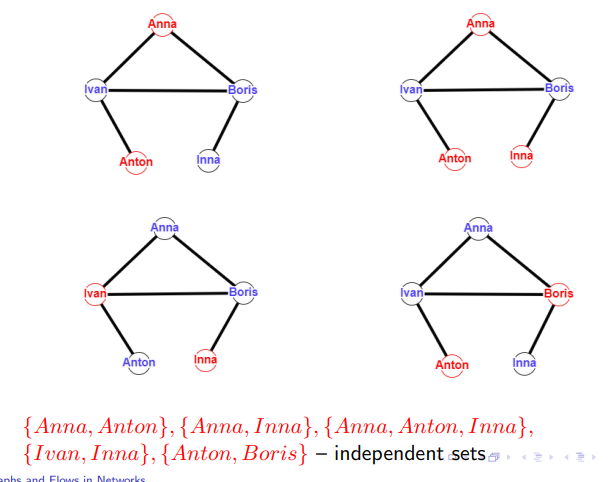 Anna
Anna
Ivan
Boris
Ivan
Boris
Anton
Inna
Anton
Inna
Anna
Anna
Ivan
Boris
Ivan
Boris
Anton
Inna
Anton
Inna
{Anna, Anton}, {Anna, Inna}, {Anna, Anton, Inna},
{Ivan, Inna}, {Anton, Boris} – independent sets
and Flows in Networks